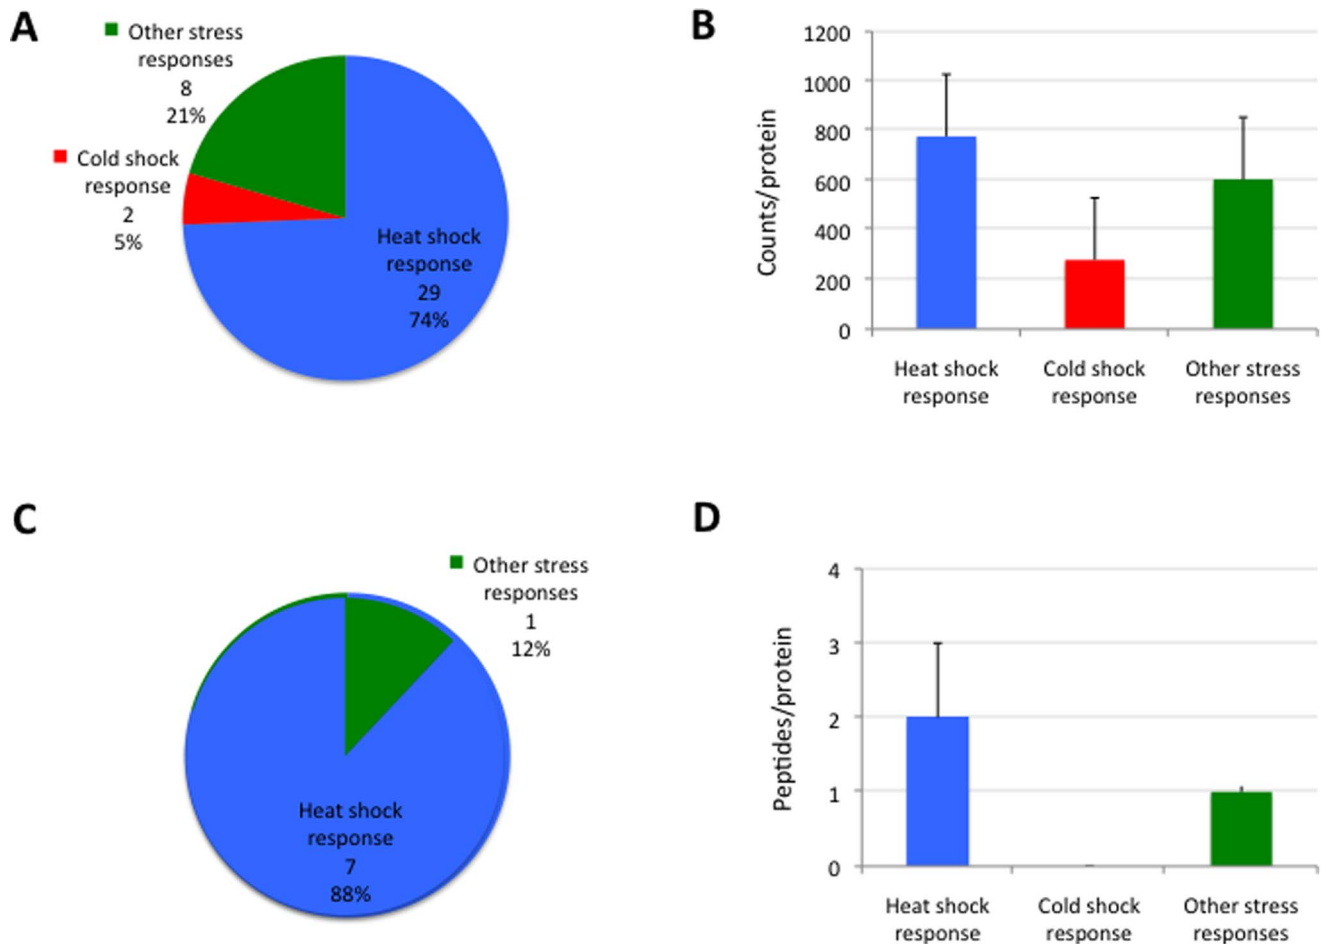 A
Other stress
responses
8
21%
Cold shock
response
2
5%
Heat shock
response
29
74%
B
1200
1000
800
600
400
200
0
Counts/protein
Heat shock
response
Cold shock
response
Other stress
responses
C
Other stress
responses
1
12%
Heat shock
response
7
88%
D
4
3
2
1
0
Peptides/protein
Heat shock
response
Cold shock
response
Other stress
responses